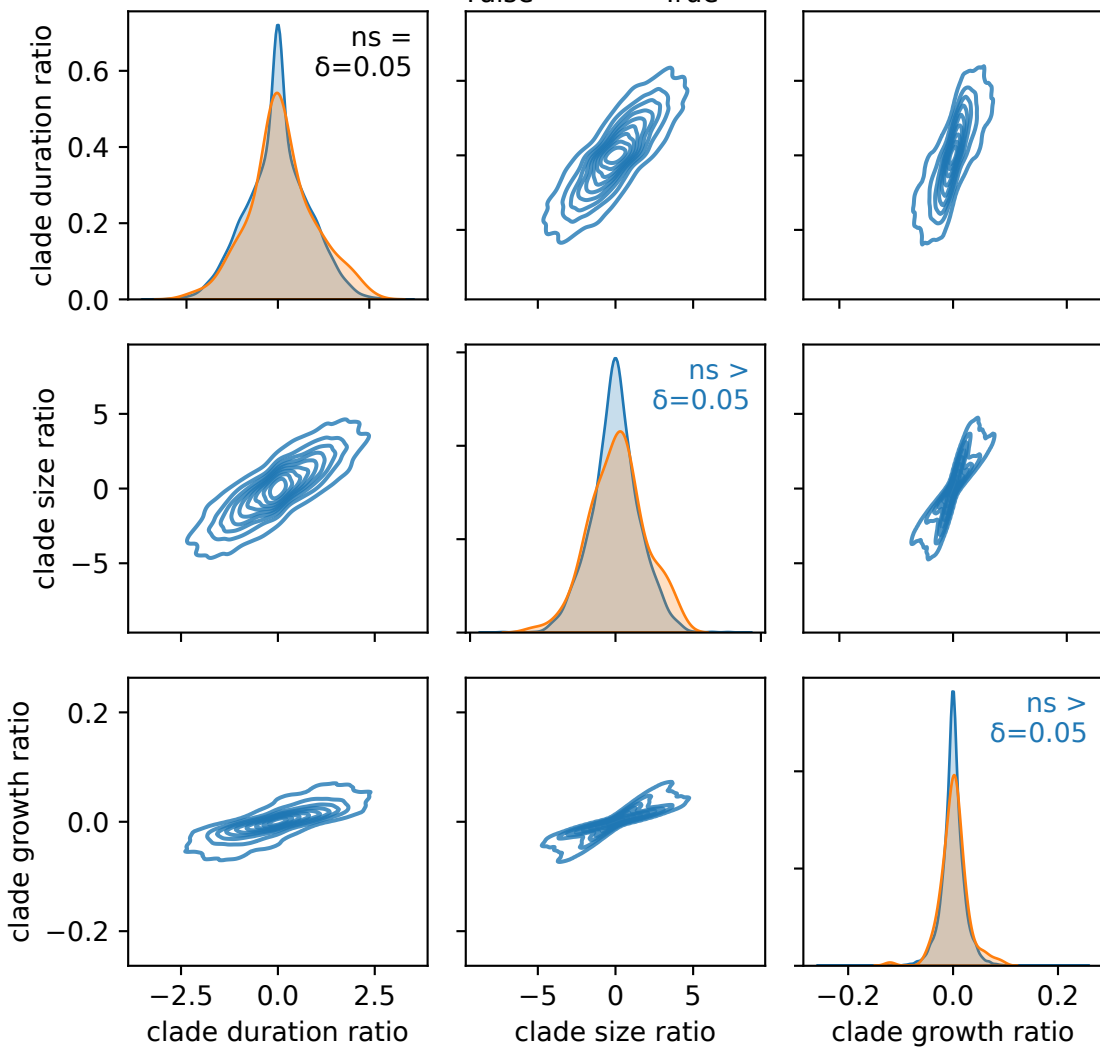 True
clade duration ratio
0.6
0.4
0.2
0.0
ns =
δ=0.05
clade size ratio
5
0
−5
ns >
δ=0.05
clade growth ratio
0.2
0.0
−0.2
ns >
δ=0.05
−2.5 0.0 2.5
−5 0 5
−0.2 0.0 0.2
clade duration ratio
clade size ratio
clade growth ratio